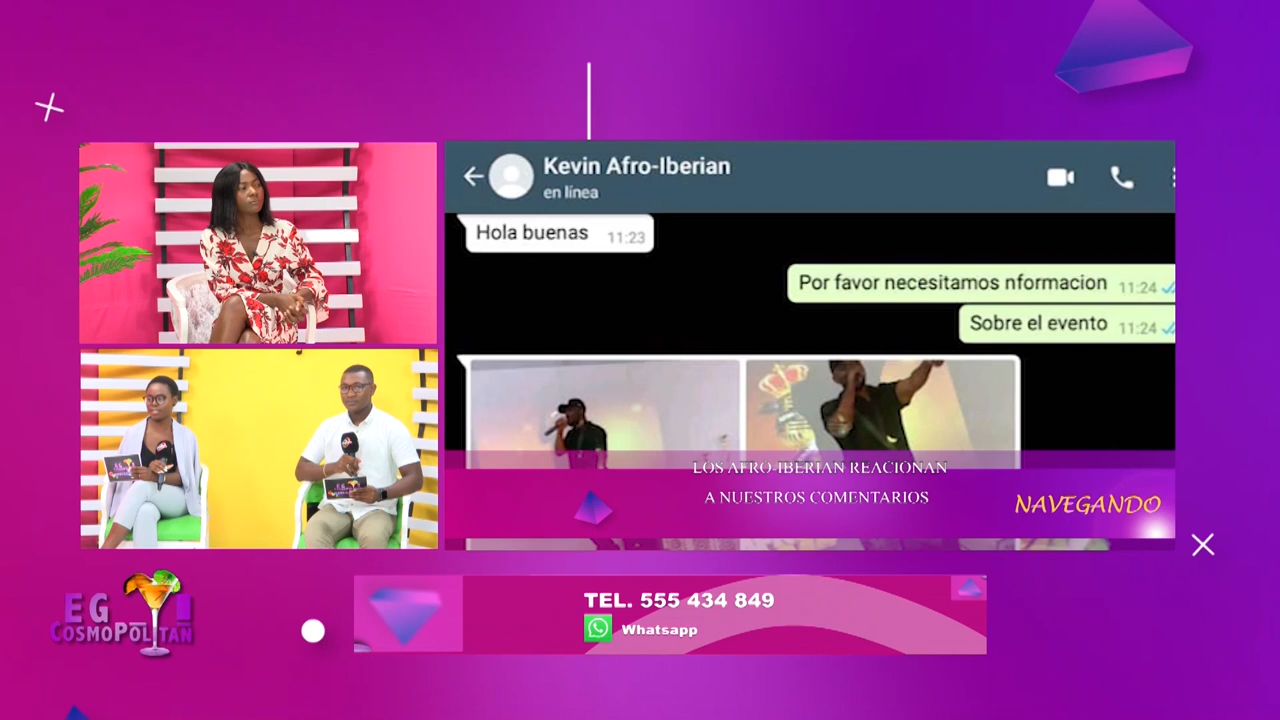 Kevin Afro-Iberian
en línea
Hola buenas 11:23
Por favor necesitamos nformacion 11:24
Sobre el evento 11:24
LOS AFRO-IBERIAN REACIONAN
A NUESTROS COMENTARIOS
NAVEGANDO
EG
COSMOPOLITAN
TEL. 555 434 849
Whatsapp